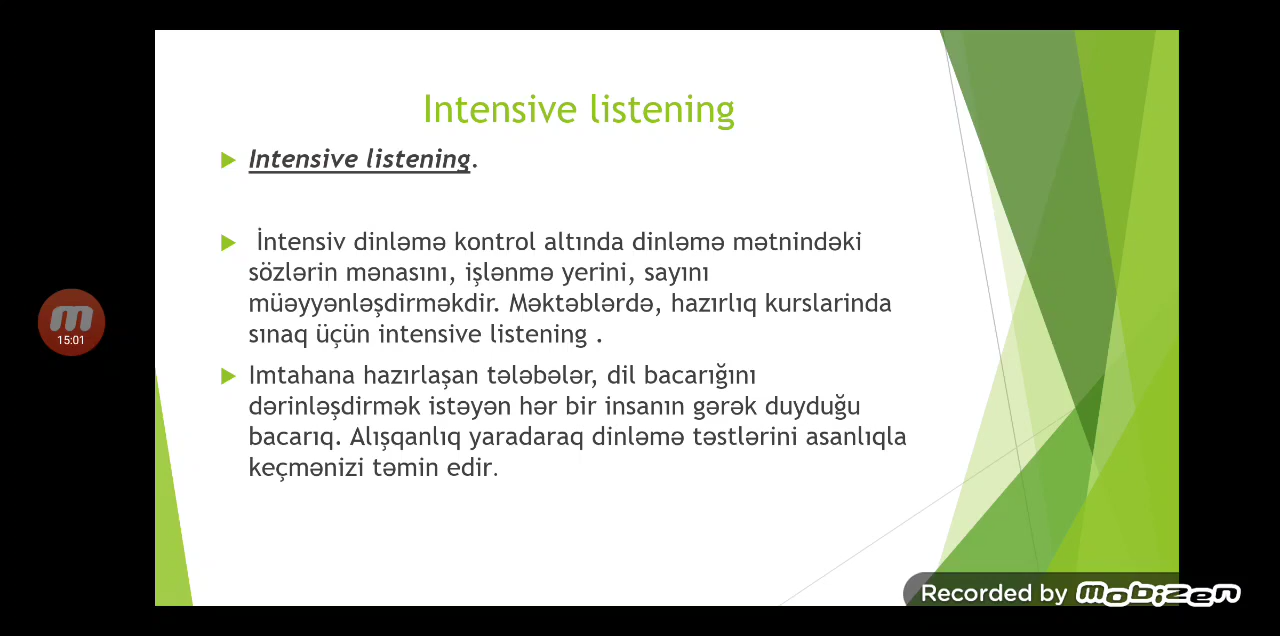 Intensive listening
Intensive listening.
İntensiv dinləmə kontrol altında dinləmə mətnindəki
sözlərin mənasını, işlənmə yerini, sayını
müəyyənləşdirməkdir. Məktəblərdə, hazırlıq kurslarinda
sınaq üçün intensive listening .
Imtahana hazırlaşan tələbələr, dil bacarığını
dərinləşdirmək istəyən hər bir insanın gərək duyduğu
bacarıq. Alışqanlıq yaradaraq dinləmə təstlərini asanlıqla
keçmənizi təmin edir.
15:01
Recorded by mobizen